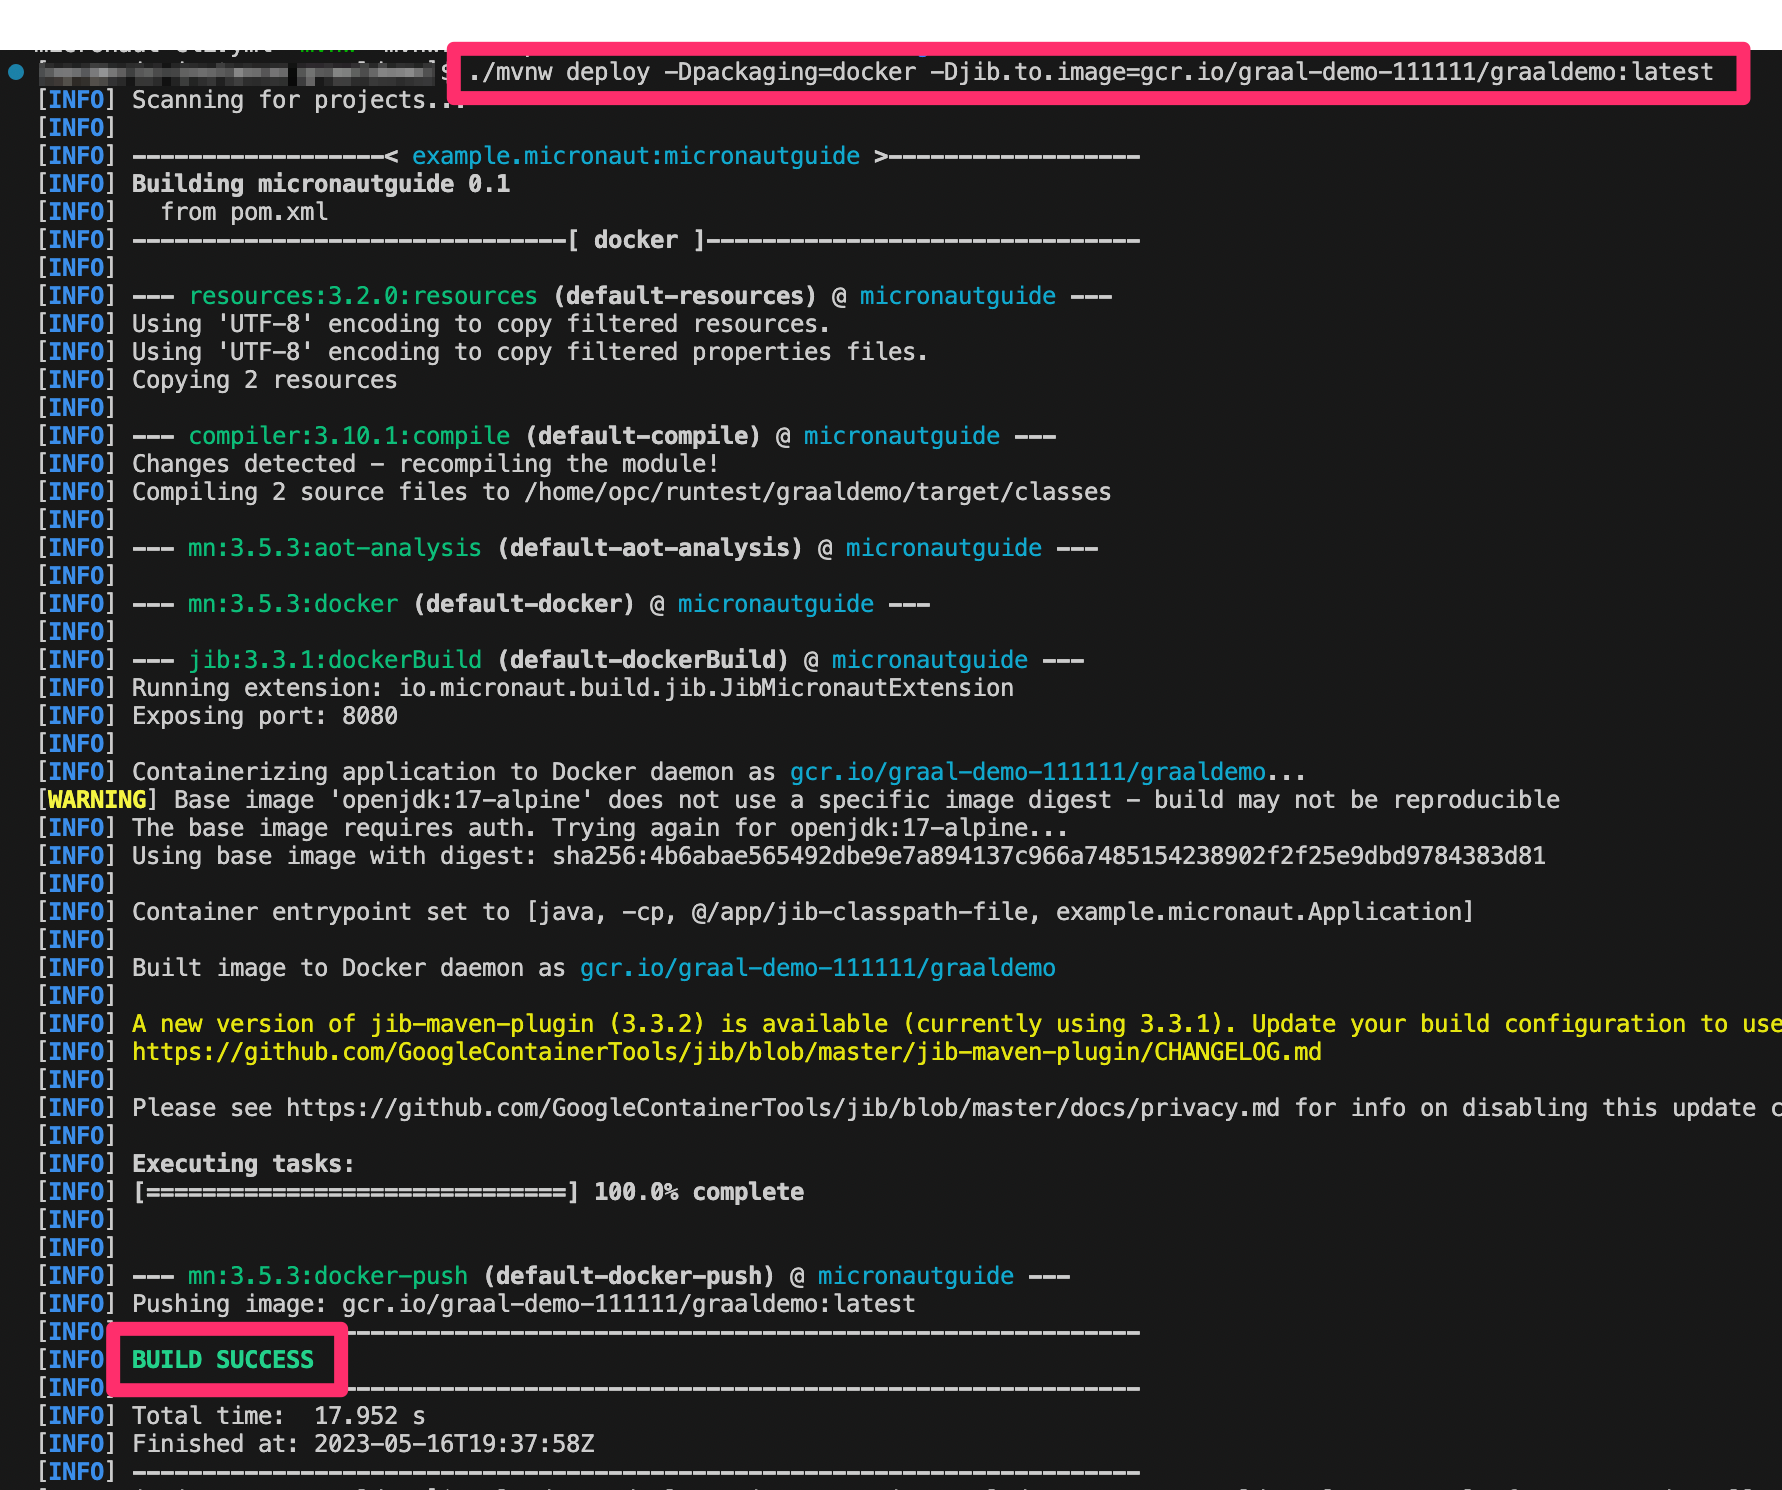 ./mvnw deploy -Dpackaging=docker -Djib.to.image=gcr.io/graal-demo-111111/graaldemo:latest
[INFO] Scanning for projects...
[INFO]
[INFO] ------------------< example.micronaut:micronautguide >------------------
[INFO] Building micronautguide 0.1
[INFO]   from pom.xml
[INFO] -------------------------------[ docker ]-------------------------------
[INFO]
[INFO] --- resources:3.2.0:resources (default-resources) @ micronautguide ---
[INFO] Using 'UTF-8' encoding to copy filtered resources.
[INFO] Using 'UTF-8' encoding to copy filtered properties files.
[INFO] Copying 2 resources
[INFO]
[INFO] --- compiler:3.10.1:compile (default-compile) @ micronautguide ---
[INFO] Changes detected - recompiling the module!
[INFO] Compiling 2 source files to /home/opc/runtest/graaldemo/target/classes
[INFO]
[INFO] --- mn:3.5.3:aot-analysis (default-aot-analysis) @ micronautguide ---
[INFO]
[INFO] --- mn:3.5.3:docker (default-docker) @ micronautguide ---
[INFO]
[INFO] --- jib:3.3.1:dockerBuild (default-dockerBuild) @ micronautguide ---
[INFO] Running extension: io.micronaut.build.jib.JibMicronautExtension
[INFO] Exposing port: 8080
[INFO]
[INFO] Containerizing application to Docker daemon as gcr.io/graal-demo-111111/graaldemo...
[WARNING] Base image 'openjdk:17-alpine' does not use a specific image digest - build may not be reproducible
[INFO] The base image requires auth. Trying again for openjdk:17-alpine...
[INFO] Using base image with digest: sha256:4b6abae565492dbe9e7a894137c966a7485154238902f2f25e9dbd9784383d81
[INFO]
[INFO] Container entrypoint set to [java, -cp, @/app/jib-classpath-file, example.micronaut.Application]
[INFO]
[INFO] Built image to Docker daemon as gcr.io/graal-demo-111111/graaldemo
[INFO]
[INFO] A new version of jib-maven-plugin (3.3.2) is available (currently using 3.3.1). Update your build configuration to use
[INFO] https://github.com/GoogleContainerTools/jib/blob/master/jib-maven-plugin/CHANGELOG.md
[INFO]
[INFO] Please see https://github.com/GoogleContainerTools/jib/blob/master/docs/privacy.md for info on disabling this update c
[INFO]
[INFO] Executing tasks:
[INFO] [==============================] 100.0% complete
[INFO]
[INFO]
[INFO] --- mn:3.5.3:docker-push (default-docker-push) @ micronautguide ---
[INFO] Pushing image: gcr.io/graal-demo-111111/graaldemo:latest
[INFO ---------------------------------------------------------
[INFO BUILD SUCCESS
[INFO ---------------------------------------------------------
[INFO] Total time:  17.952 s
[INFO] Finished at: 2023-05-16T19:37:58Z
[INFO] ------------------------------------------------------------------------